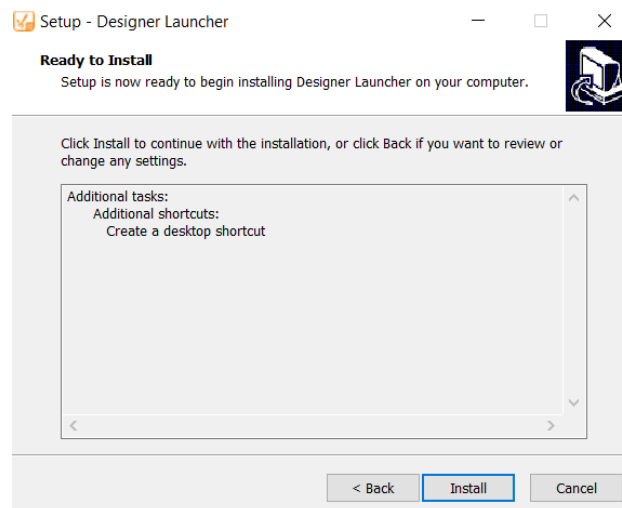 Setup - Designer Launcher
Ready to Install
Setup is now ready to begin installing Designer Launcher on your computer.
Click Install to continue with the installation, or click Back if you want to review or
change any settings.
Additional tasks:
Additional shortcuts:
Create a desktop shortcut
< Back
Install
Cancel